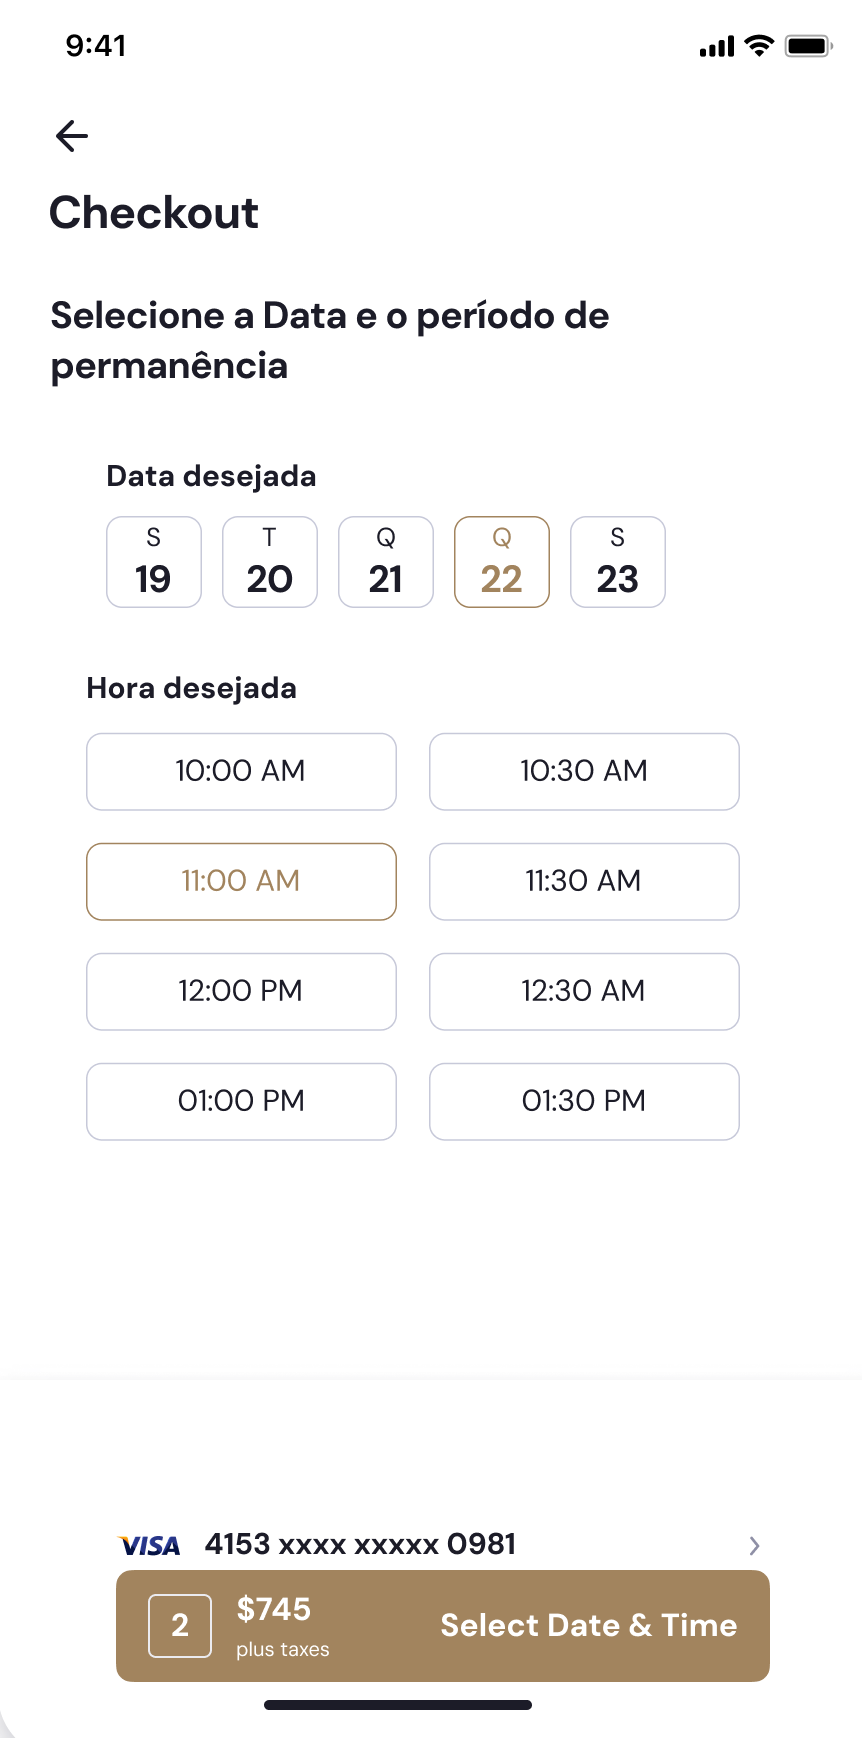 9:41
Checkout
Selecione a Data e o período de
permanência
Data desejada
S T Q Q S
19 20 21 22 23
Hora desejada
10:00 AM 10:30 AM
11:00 AM 11:30 AM
12:00 PM 12:30 AM
01:00 PM 01:30 PM
VISA 4153 xxxx xxxxx 0981
2 $745 Select Date & Time
plus taxes